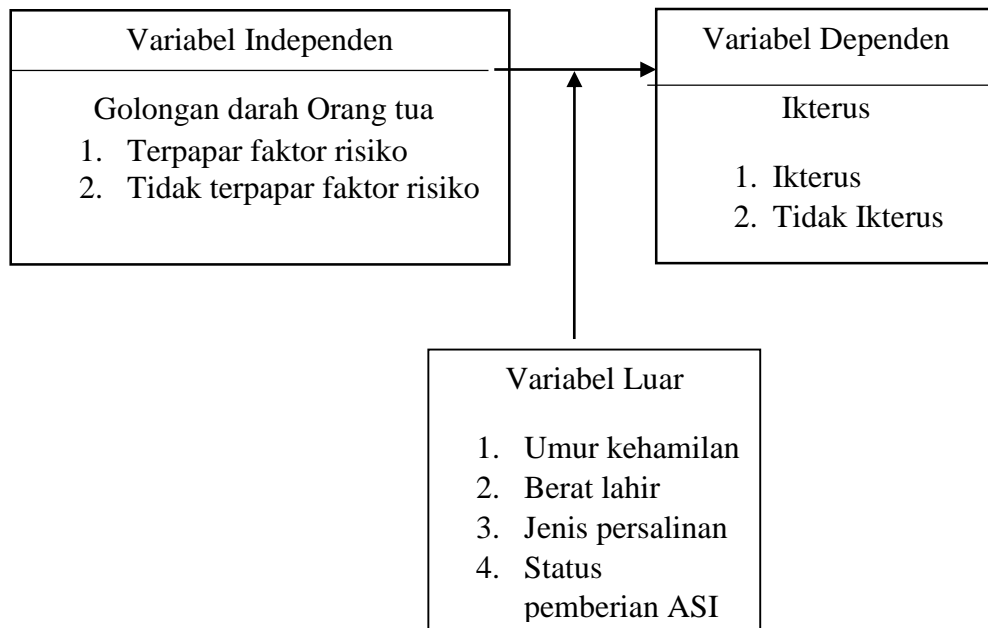 Variabel Independen
Golongan darah Orang tua
1. Terpapar faktor risiko
2. Tidak terpapar faktor risiko
Variabel Dependen
Ikterus
1. Ikterus
2. Tidak Ikterus
Variabel Luar
1. Umur kehamilan
2. Berat lahir
3. Jenis persalinan
4. Status
pemberian ASI